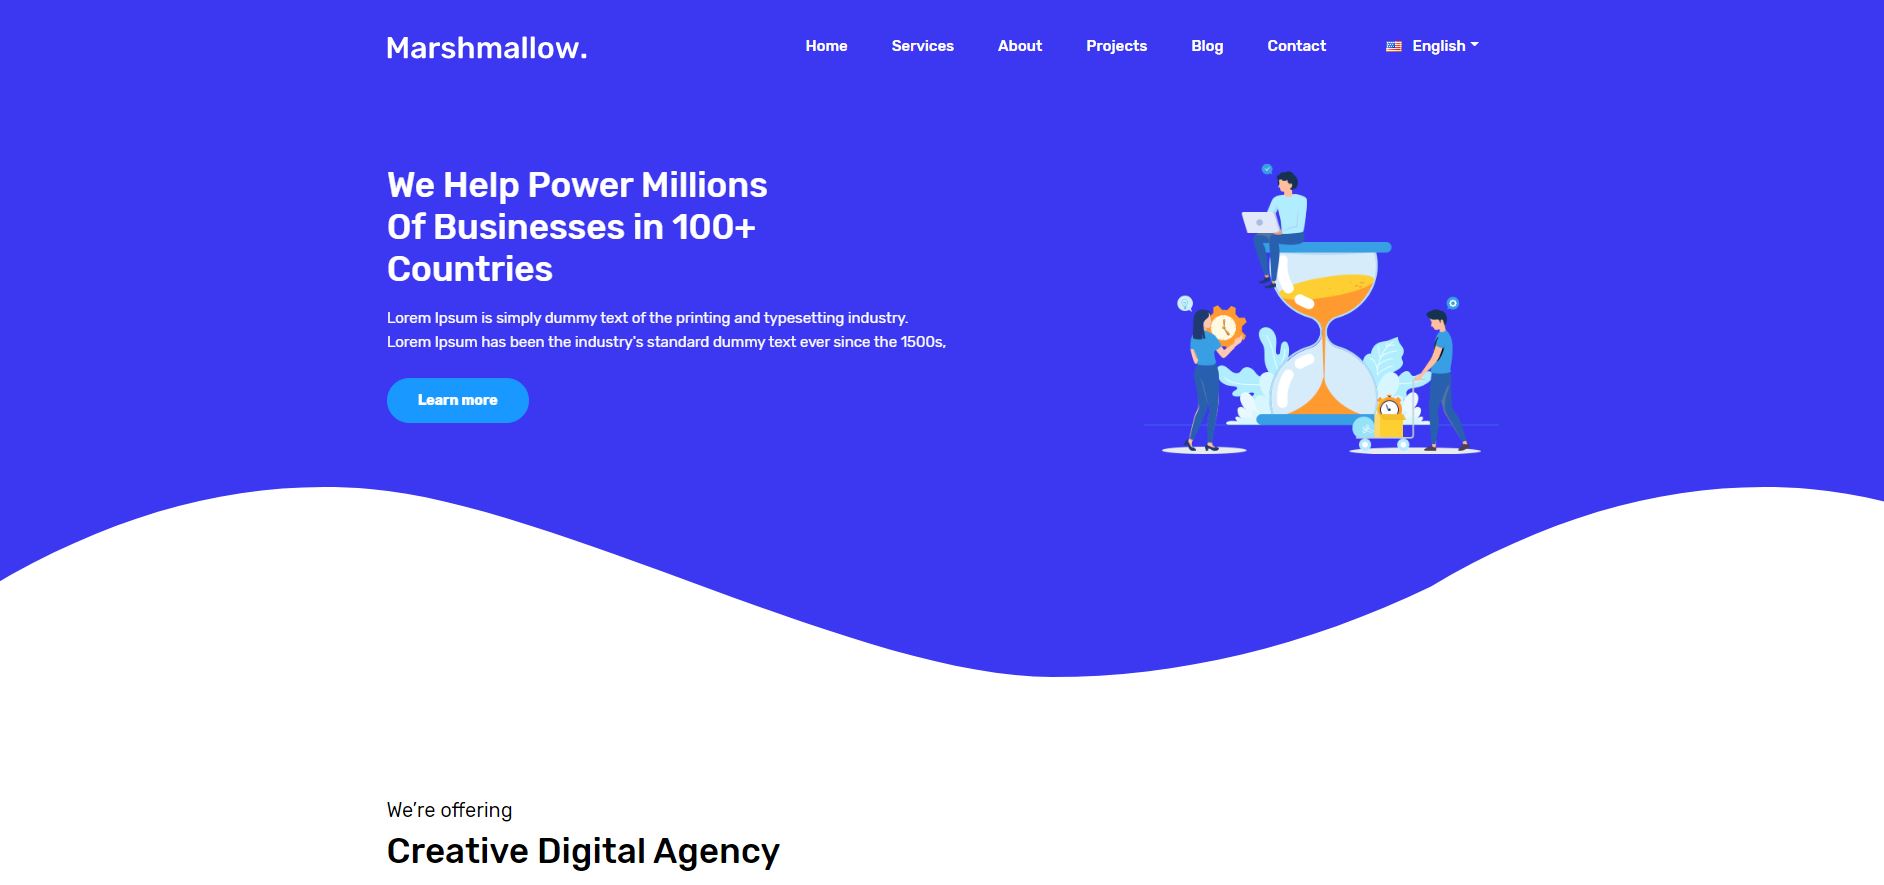 Marshmallow.
Home Services About Projects Blog Contact English
We Help Power Millions
Of Businesses in 100+
Countries
Lorem Ipsum is simply dummy text of the printing and typesetting industry.
Lorem Ipsum has been the industry's standard dummy text ever since the 1500s,
Learn more
We're offering
Creative Digital Agency